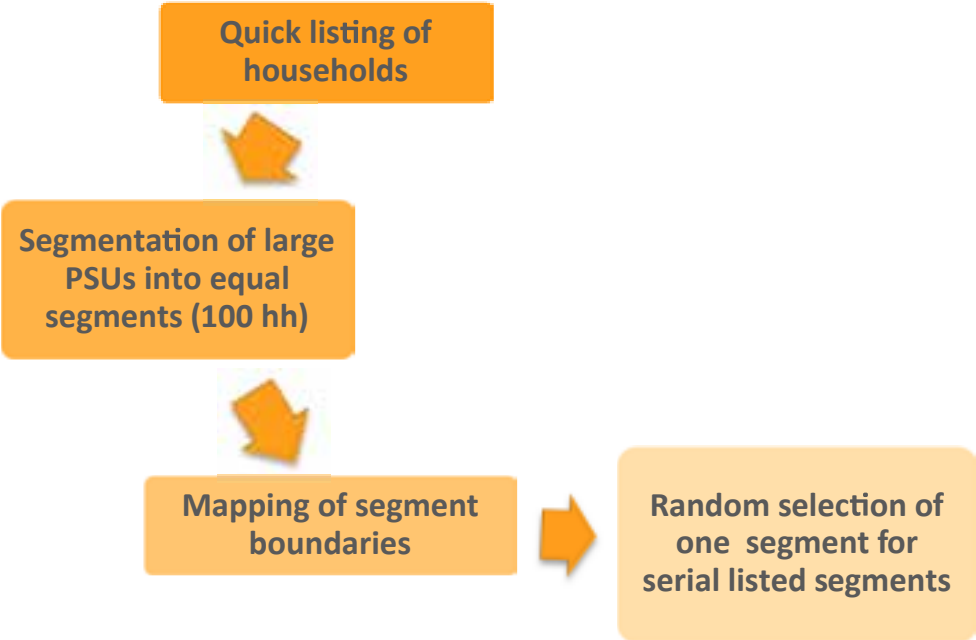 Quick listing of
households
Segmentation of large
PSUs into equal
segments (100 hh)
Mapping of segment
boundaries
Random selection of
one segment for
serial listed segments